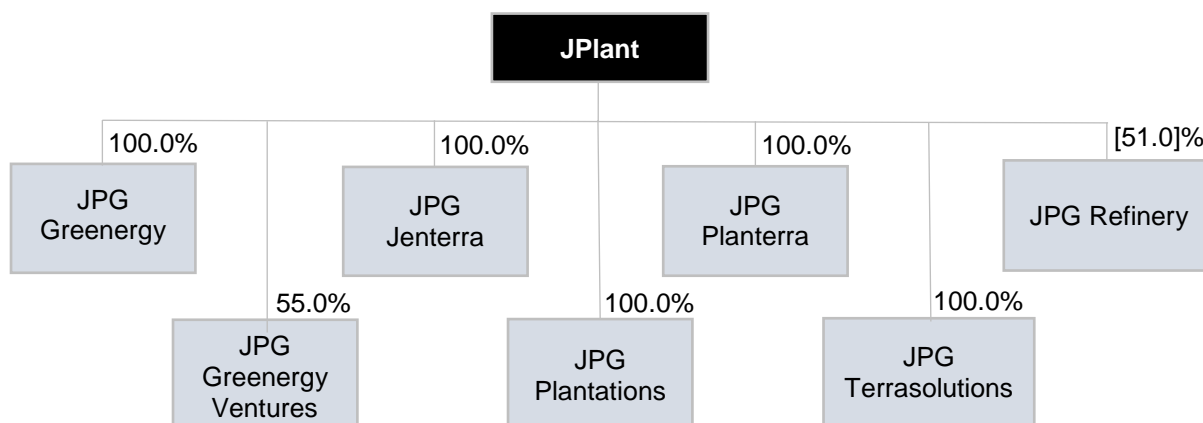 JPlant
100.0%
100.0%
100.0%
[51.0]%
JPG
Greenergy
JPG
Jenterra
JPG
Planterra
JPG Refinery
55.0%
100.0%
100.0%
JPG
Greenergy
Ventures
JPG
Plantations
JPG
Terrasolutions